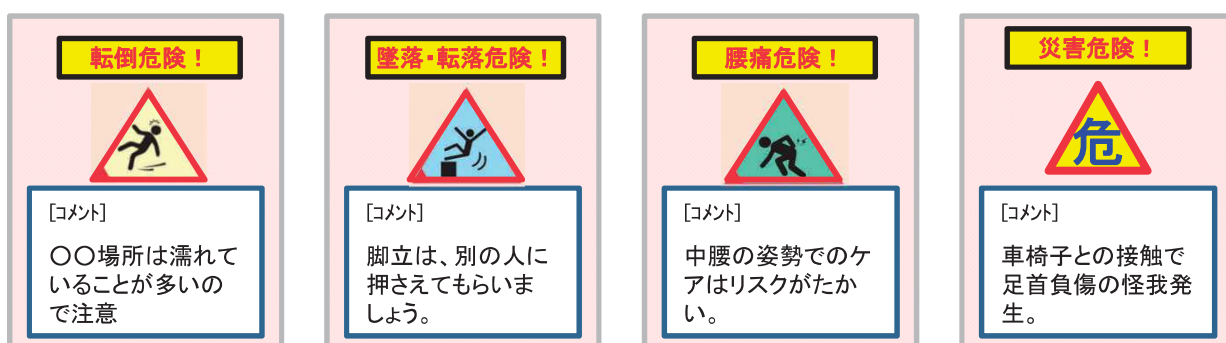 転倒危険！
[コメント]
〇〇場所は濡れて
いることが多いの
で注意
墜落・転落危険！
[コメント]
脚立は、別の人に
押さえてもらいま
しょう。
腰痛危険！
[コメント]
中腰の姿勢でのケ
アはリスクがたか
い。
災害危険！
危
[コメント]
車椅子との接触で
足首負傷の怪我発
生。